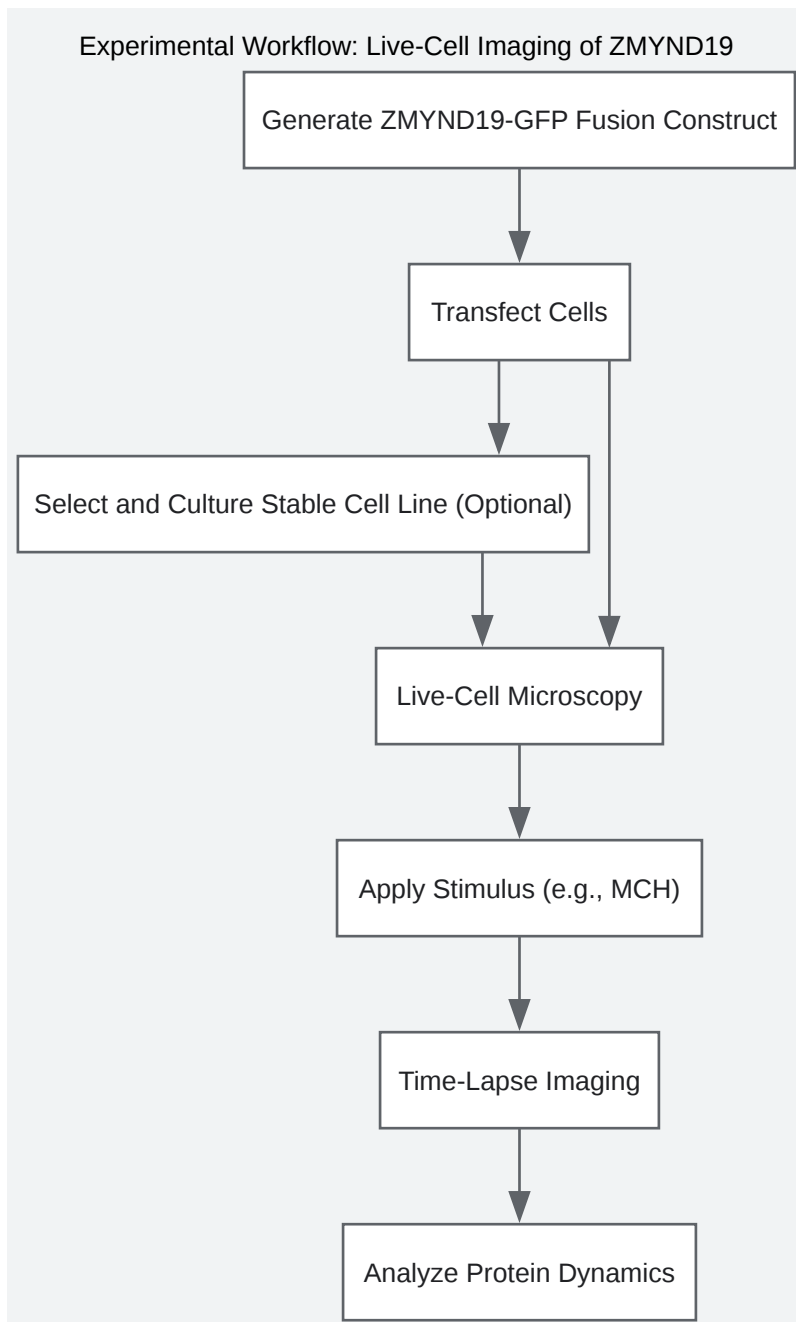 Experimental Workflow: Live-Cell Imaging of ZMYND19
Generate ZMYND19-GFP Fusion Construct
Transfect Cells
Select and Culture Stable Cell Line (Optional)
Live-Cell Microscopy
Apply Stimulus (e.g., MCH)
Time-Lapse Imaging
Analyze Protein Dynamics